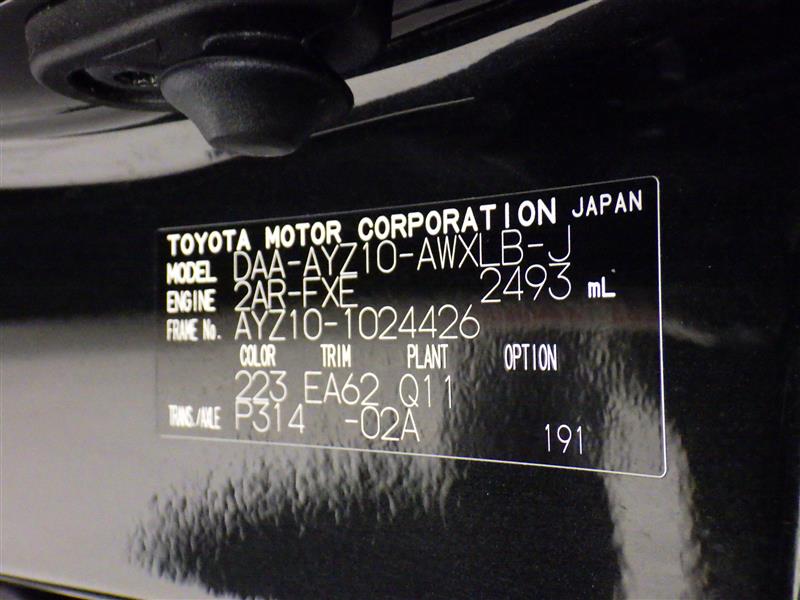 TOYOTA MOTOR CORPORATION JAPAN
MODEL DAA-AYZ10-AWXLB-J
ENGINE 2AR-FXE 2493 mL
FRAME No. AYZ10-1024426
COLOR TRIM PLANT OPTION
223 EA62 Q11
TRANS./AXLE P314 -02A
191